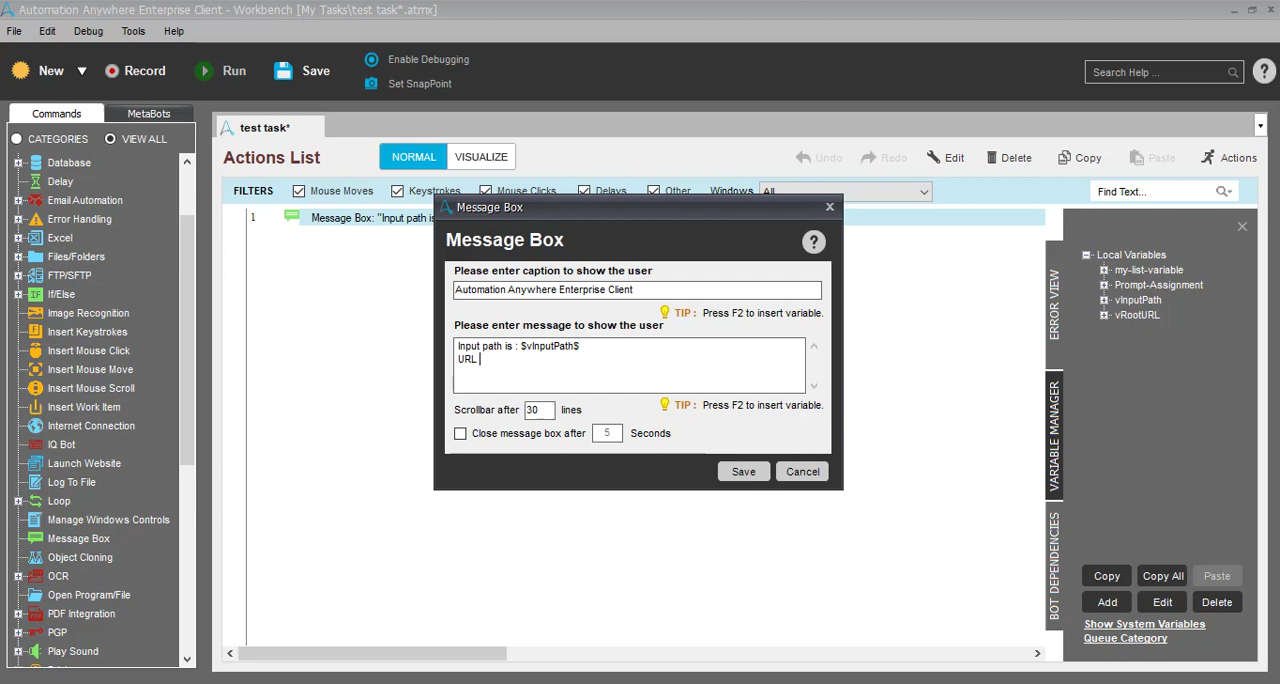 Automation Anywhere Enterprise Client - Workbench [My Tasks\test task*.atmx]
File Edit Debug Tools Help
New Record Run Save
Enable Debugging
Set SnapPoint
Search Help ...
?
Commands MetaBots
CATEGORIES VIEW ALL
Database
Delay
Email Automation
Error Handling
Excel
Files/Folders
FTP/SFTP
If/Else
Image Recognition
Insert Keystrokes
Insert Mouse Click
Insert Mouse Move
Insert Mouse Scroll
Insert Work Item
Internet Connection
IQ Bot
Launch Website
Log To File
Loop
Manage Windows Controls
Message Box
Object Cloning
OCR
Open Program/File
PDF Integration
PGP
Play Sound
test task*
Actions List
NORMAL VISUALIZE
Undo Redo Edit Delete Copy Paste Actions
FILTERS Mouse Moves Keystrokes Mouse Clicks Delays Other Windows All
Find Text...
1 Message Box: "Input path is
Message Box
Message Box
?
Please enter caption to show the user
Automation Anywhere Enterprise Client
TIP : Press F2 to insert variable.
Please enter message to show the user
Input path is : $vInputPath$
URL
TIP : Press F2 to insert variable.
Scrollbar after 30 lines
Close message box after 5 Seconds
Save Cancel
ERROR VIEW
VARIABLE MANAGER
BOT DEPENDENCIES
Local Variables
my-list-variable
Prompt-Assignment
vInputPath
vRootURL
Copy Copy All Paste
Add Edit Delete
Show System Variables
Queue Category